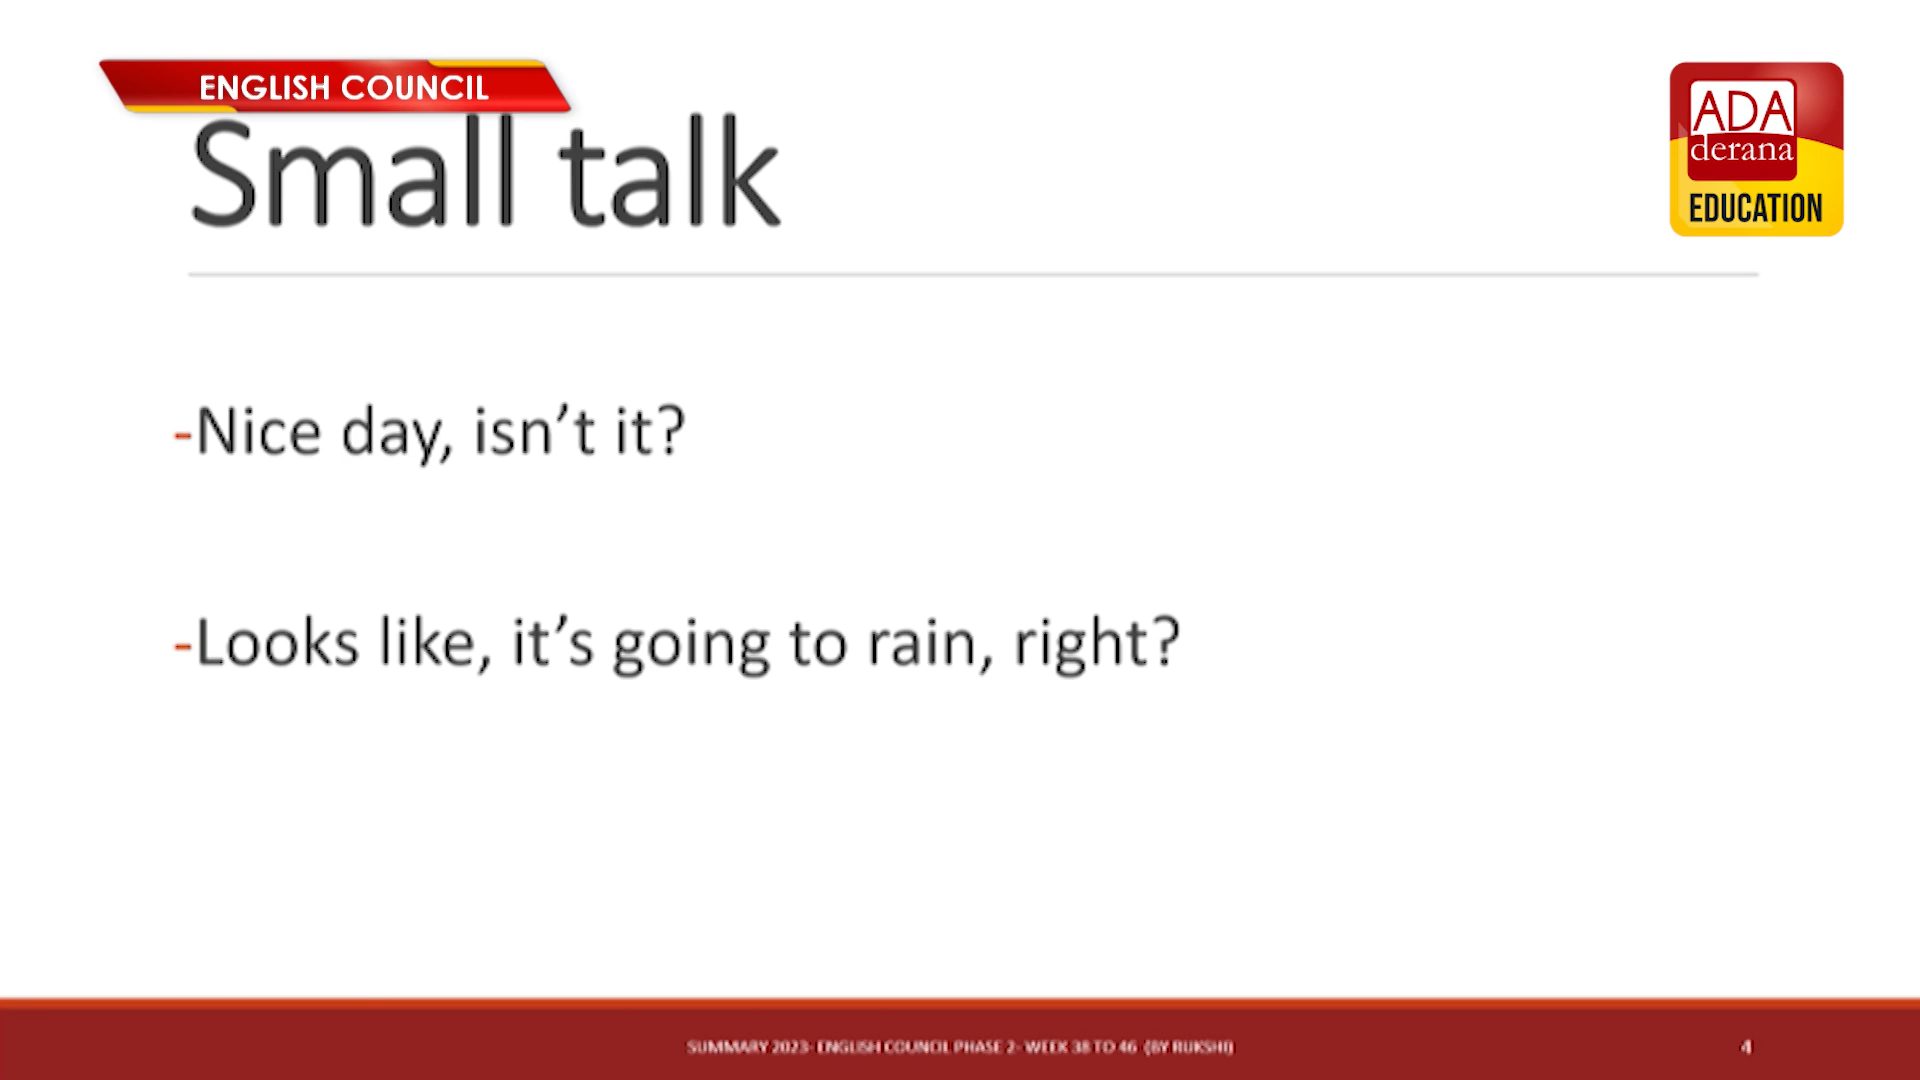 ENGLISH COUNCIL
Small talk
ADA
derana
EDUCATION
-Nice day, isn’t it?
-Looks like, it’s going to rain, right?
SUMMARY 2023- ENGLISH COUNCIL PHASE 2- WEEK 38 TO 46 (BY RUKSHI)
4